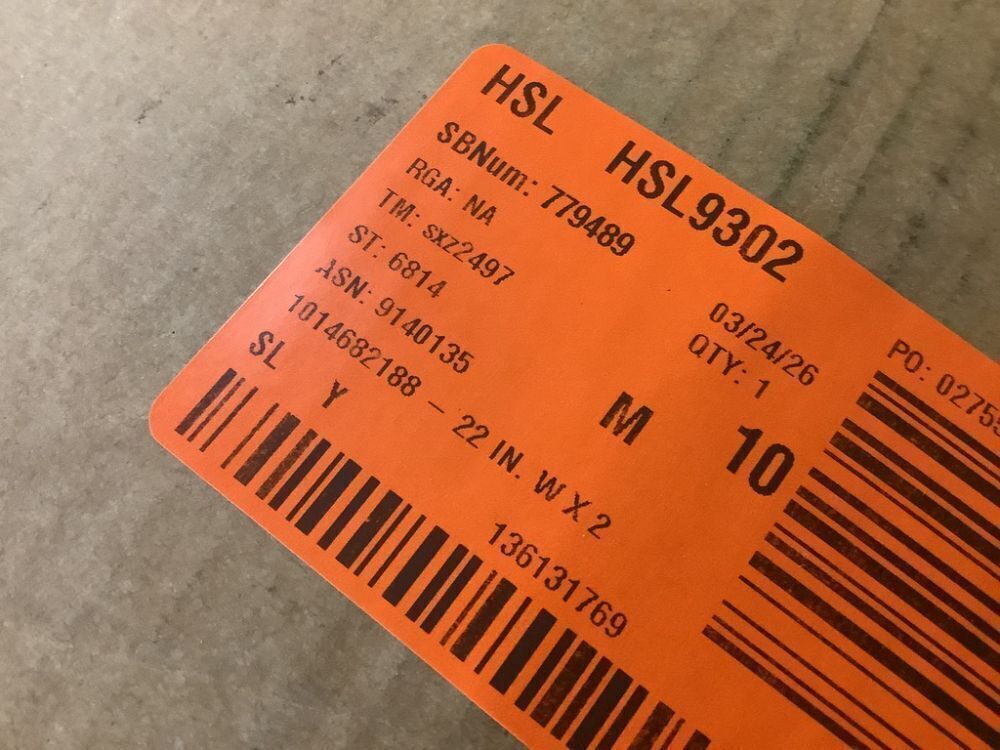 HSL HSL9302
SBNum: 779489
RGA: NA
TM: sxz2497
ST: 6814
ASN: 9140135
03/24/26
QTY: 1
1014682188 - 22 IN. W X 2
SL Y
M 10
136131769
PO: 02755